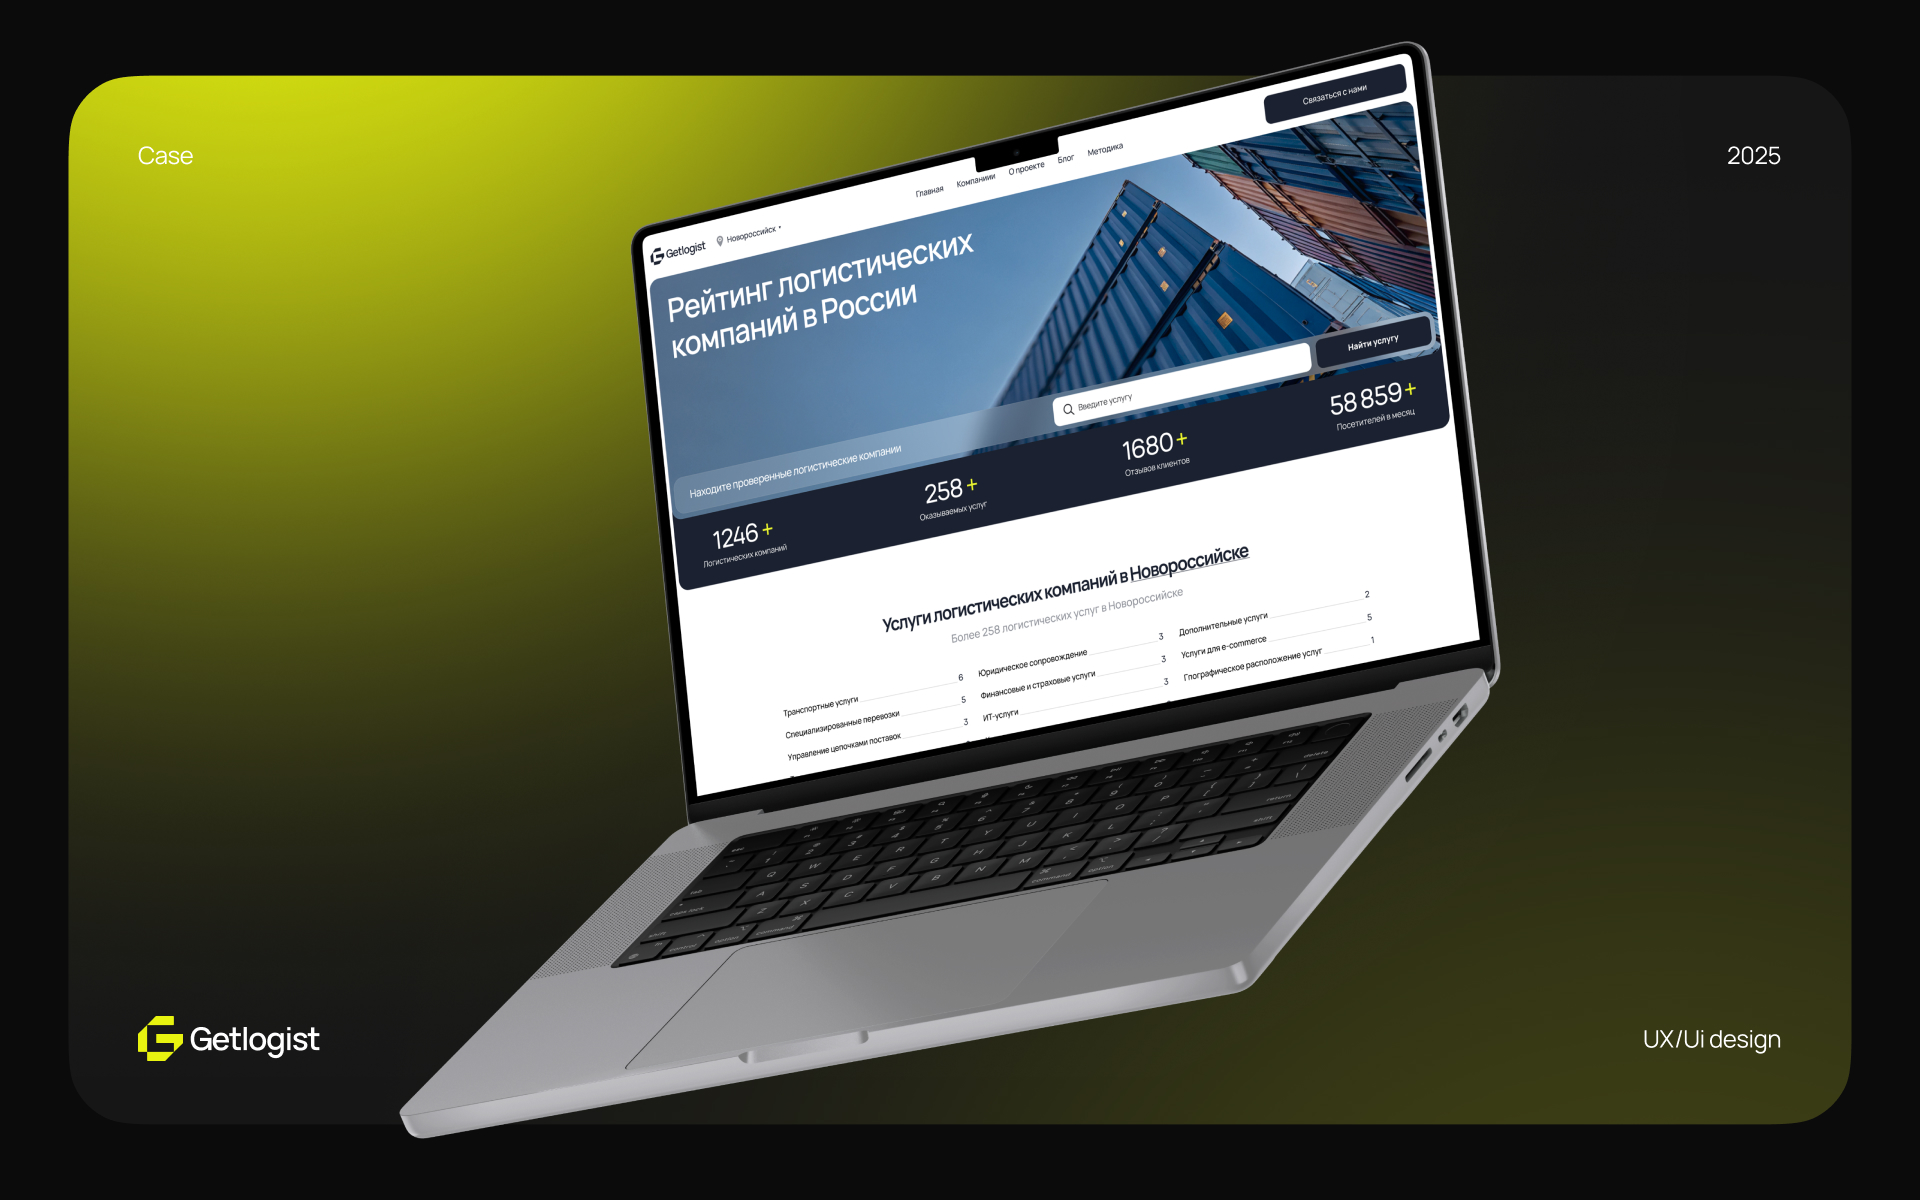 Case
2025
Связаться с нами
Главная
Компаниии
О проекте
Блог
Методика
Getlogist
Новороссийск
Рейтинг логистических
компаний в России
Находите проверенные логистические компании
Введите услугу
Найти услугу
1246 +
Логистических компаний
258 +
Оказываемых услуг
1680 +
Отзывов клиентов
58 859 +
Посетителей в месяц
Услуги логистических компаний в Новороссийске
Более 258 логистических услуг в Новороссийске
Транспортные услуги 6
Специализированные перевозки 5
Управление цепочками поставок 3
Юридическое сопровождение 3
Финансовые и страховые услуги 3
ИТ-услуги 3
Дополнительные услуги 2
Услуги для e-commerce 5
Гпографическое расположение услуг 1
Getlogist
UX/Ui design